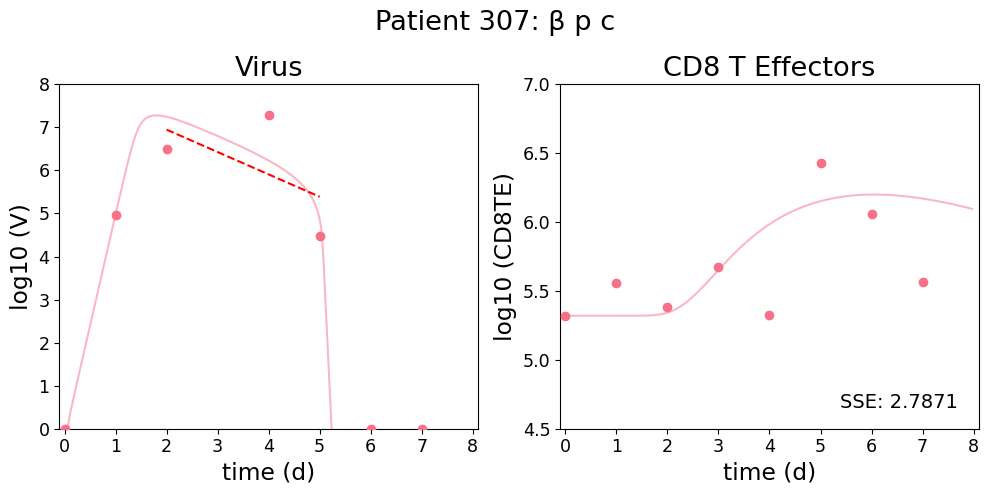 Patient 307: β p c
Virus
CD8 T Effectors
log10 (V)
8
7
6
5
4
3
2
1
0
0 1 2 3 4 5 6 7 8
time (d)
log10 (CD8TE)
7.0
6.5
6.0
5.5
5.0
4.5
SSE: 2.7871
0 1 2 3 4 5 6 7 8
time (d)